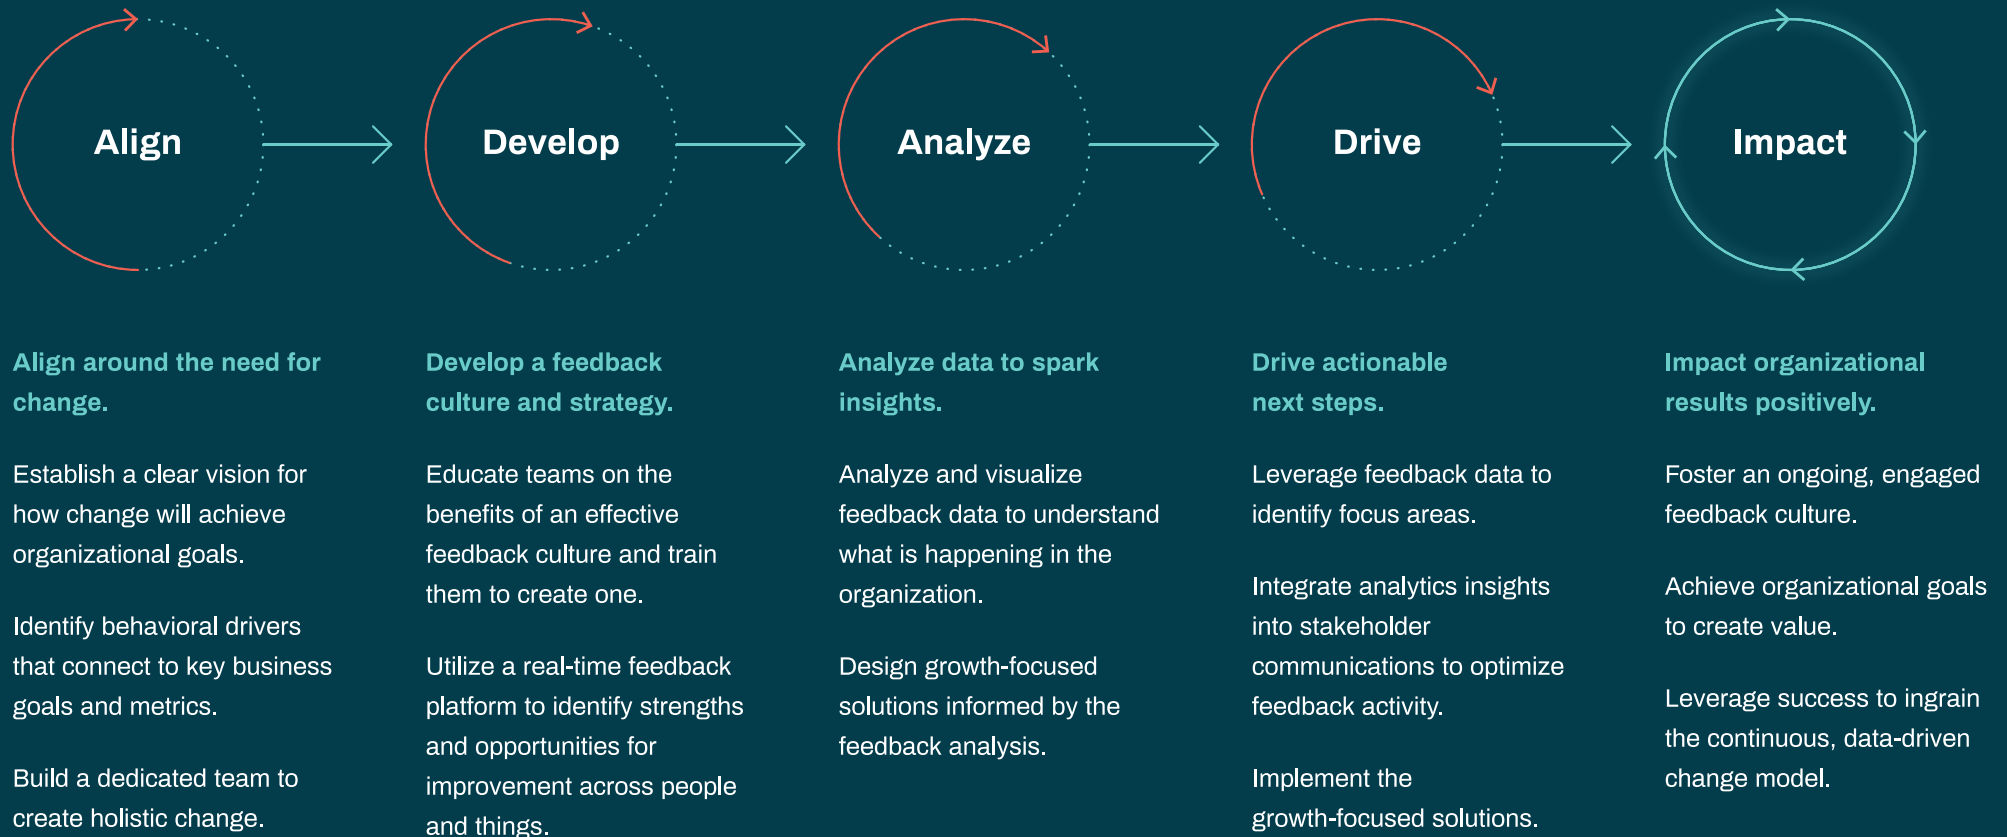 Align
Develop
Analyze
Drive
Impact
Align around the need for
change.
Establish a clear vision for
how change will achieve
organizational goals.
Identify behavioral drivers
that connect to key business
goals and metrics.
Build a dedicated team to
create holistic change.
Develop a feedback
culture and strategy.
Educate teams on the
benefits of an effective
feedback culture and train
them to create one.
Utilize a real-time feedback
platform to identify strengths
and opportunities for
improvement across people
and things.
Analyze data to spark
insights.
Analyze and visualize
feedback data to understand
what is happening in the
organization.
Design growth-focused
solutions informed by the
feedback analysis.
Drive actionable
next steps.
Leverage feedback data to
identify focus areas.
Integrate analytics insights
into stakeholder
communications to optimize
feedback activity.
Implement the
growth-focused solutions.
Impact organizational
results positively.
Foster an ongoing, engaged
feedback culture.
Achieve organizational goals
to create value.
Leverage success to ingrain
the continuous, data-driven
change model.